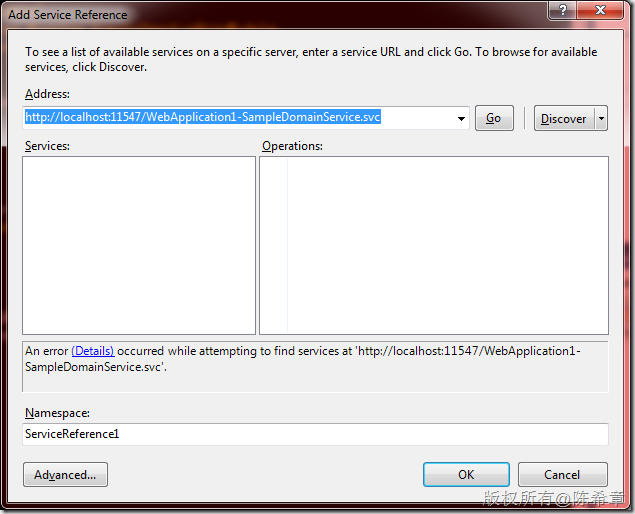 Add Service Reference
To see a list of available services on a specific server, enter a service URL and click Go. To browse for available
services, click Discover.
Address:
http://localhost:11547/WebApplication1-SampleDomainService.svc
Go
Discover
Services:
Operations:
An error (Details) occurred while attempting to find services at 'http://localhost:11547/WebApplication1-
SampleDomainService.svc'.
Namespace:
ServiceReference1
Advanced...
OK
Cancel
版权所有@陈希章